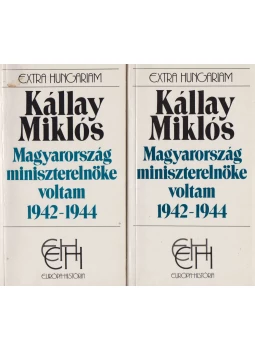 EXTRA HUNGARIAM
Kállay
Miklós
Magyarország
miniszterelnöke
voltam
1942-1944
EURÓPA-HISTÓRIA
EXTRA HUNGARIAM
Kállay
Miklós
Magyarország
miniszterelnöke
voltam
1942-1944
EURÓPA-HISTÓRIA